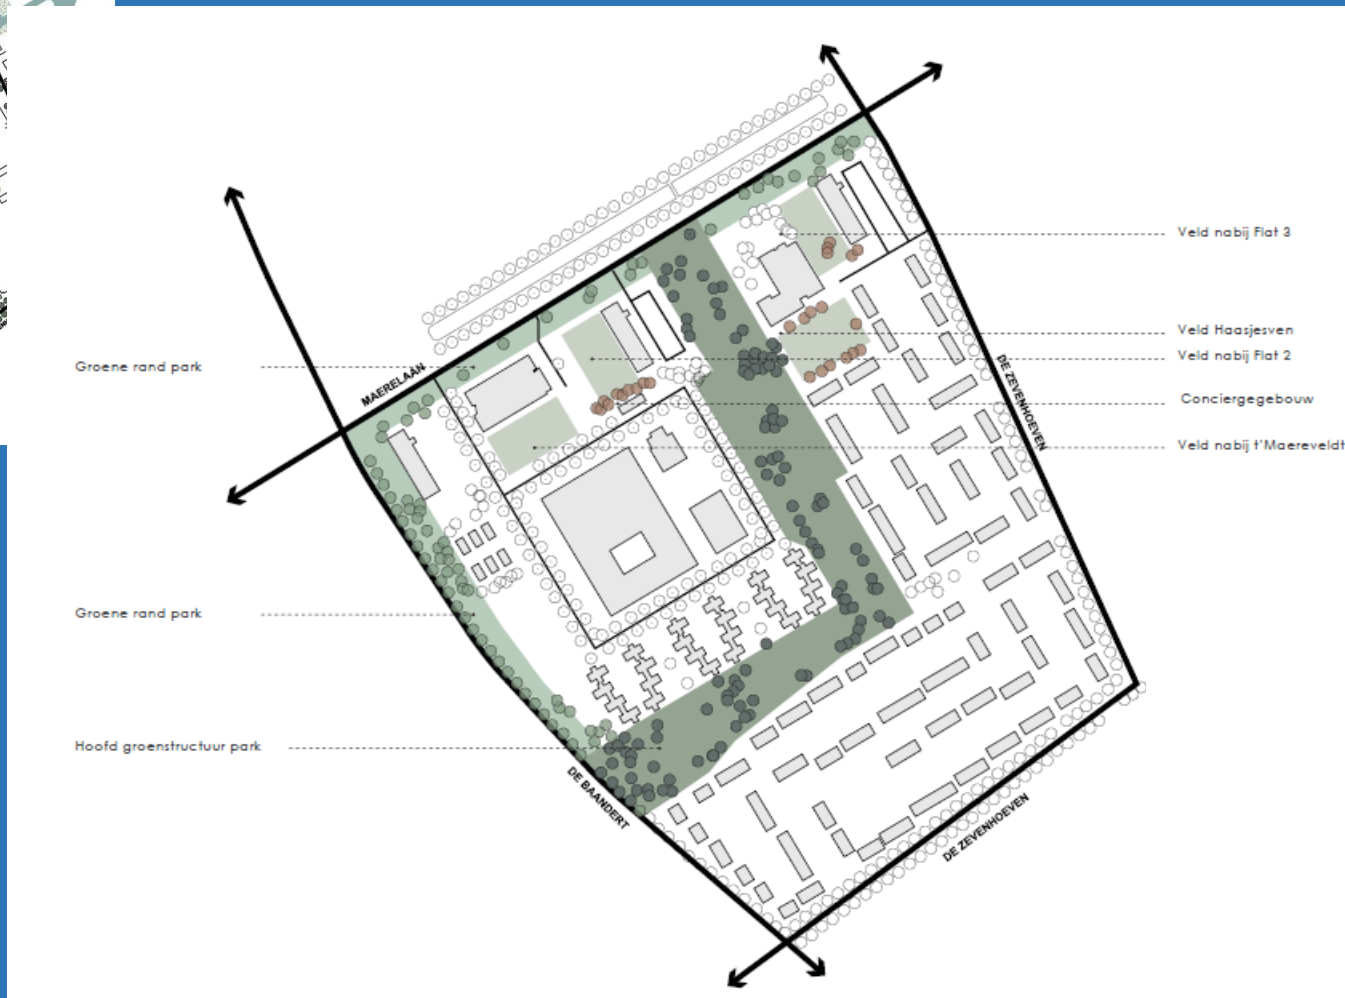 Veld nabij Flat 3
Veld Haasjesven
Veld nabij Flat 2
Groene rand park
MAERELAAN
DE ZEVENHOEVEN
Conciergegebouw
Veld nabij t'Maereveldt
Groene rand park
Hoofd groenstructuur park
DE BAANDERT
DE ZEVENHOEVEN